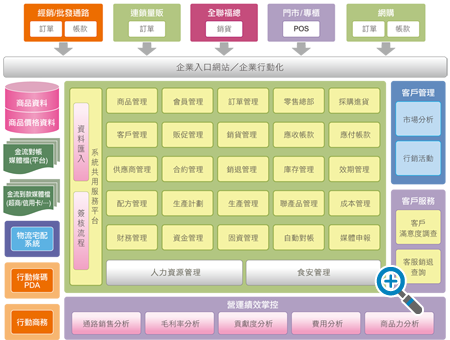 經銷/批發通路
訂單 帳款
連鎖量販
訂單
全聯福總
銷貨
門市/專櫃
POS
網購
訂單 帳款
企業入口網站／企業行動化
商品資料
商品價格資料
金流對帳
媒體檔(平台)
金流到款媒體檔
(超商/信用卡/…)
物流宅配
系統
行動條碼
PDA
行動商務
資料匯入
簽核流程
系統共用服務平台
商品管理 會員管理 訂單管理 零售總部 採購進貨
客戶管理 販促管理 銷貨管理 應收帳款 應付帳款
供應商管理 合約管理 銷退管理 庫存管理 效期管理
配方管理 生產計劃 生產管理 聯產品管理 成本管理
財務管理 資金管理 固資管理 自動對帳 媒體申報
人力資源管理 食安管理
客戶管理
市場分析
行銷活動
客戶服務
客戶
滿意度調查
客服銷退
查詢
營運績效掌控
通路銷售分析 毛利率分析 貢獻度分析 費用分析 商品力分析